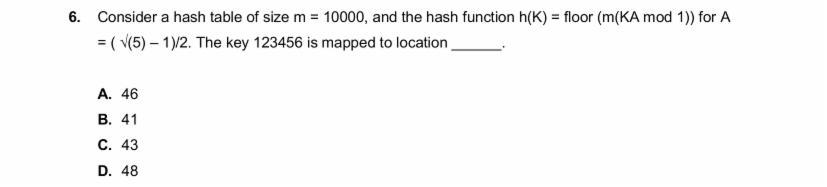 6. Consider a hash table of size m = 10000, and the hash function h(K) = floor (m(KA mod 1)) for A
= ( √(5) – 1)/2. The key 123456 is mapped to location ______.
A. 46
B. 41
C. 43
D. 48